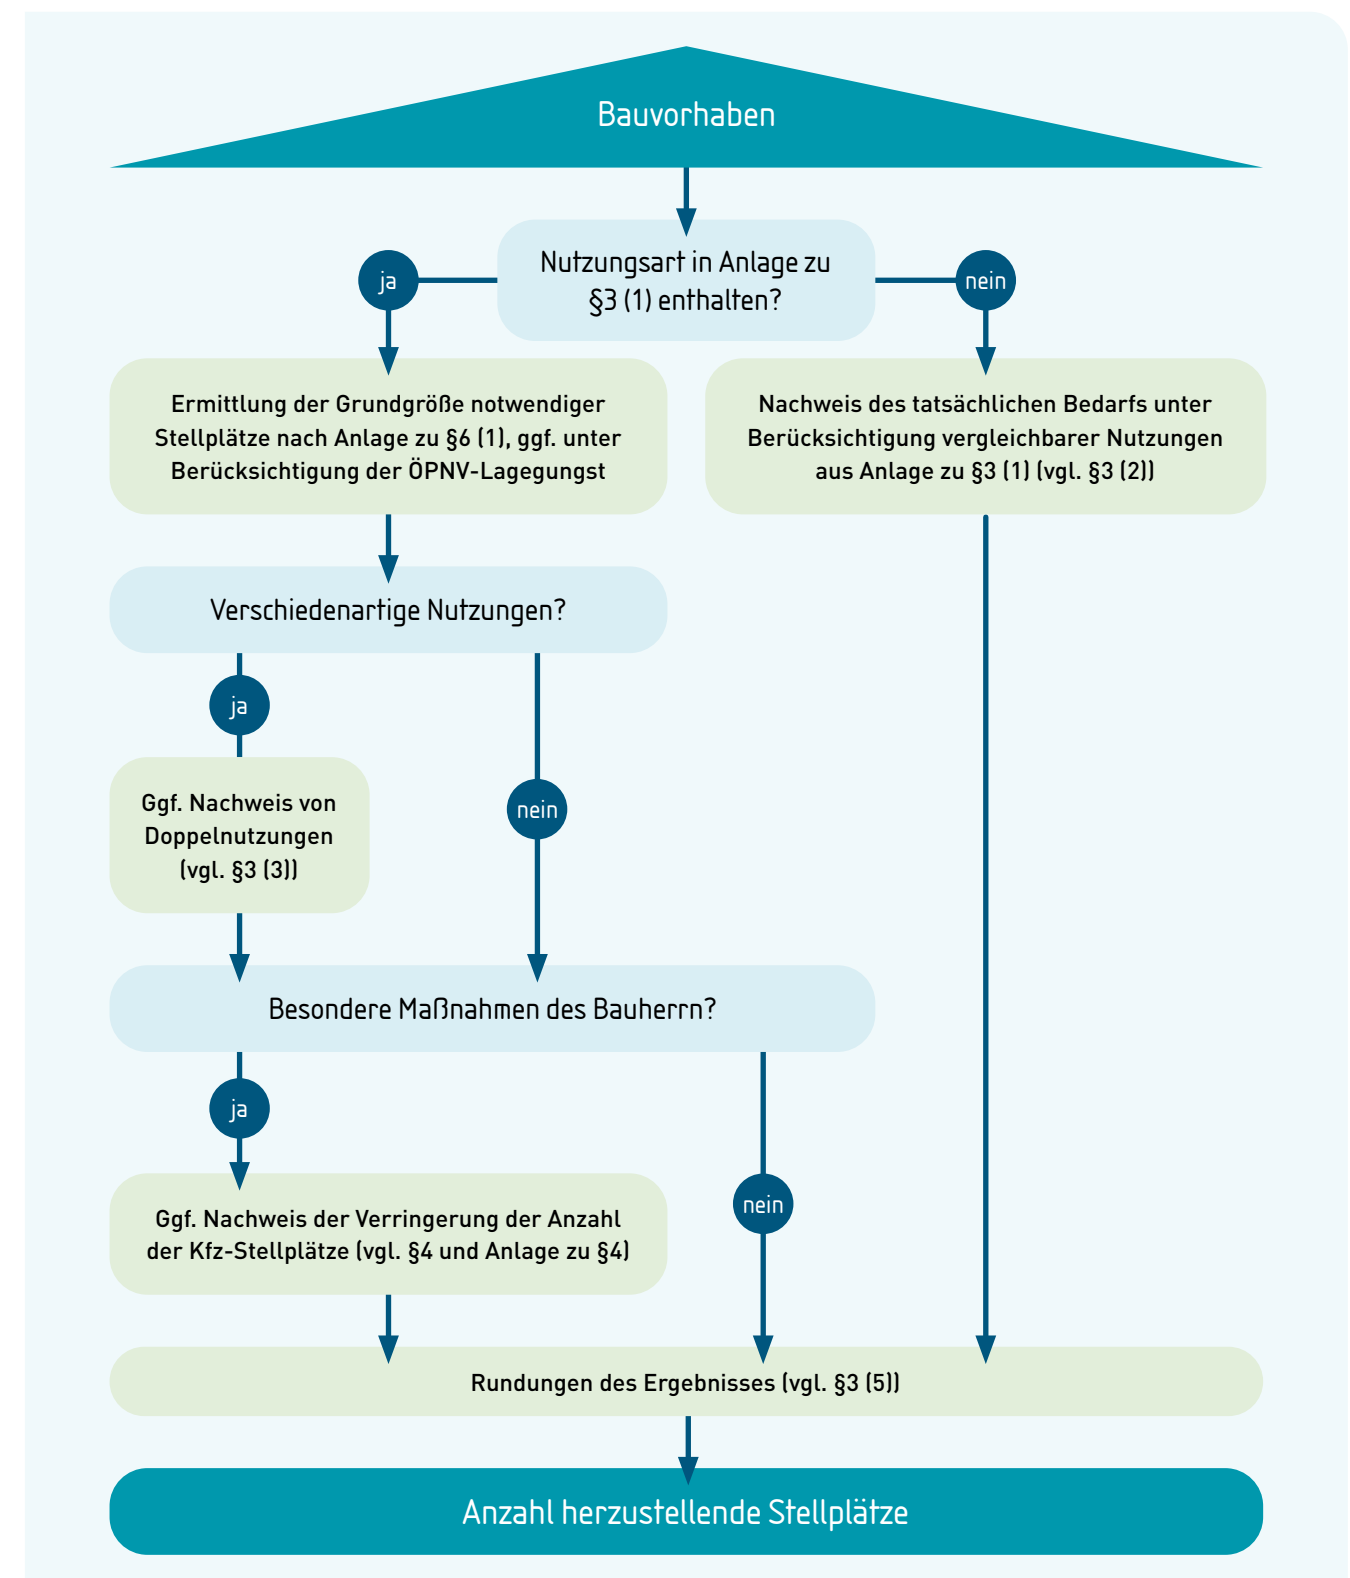 Bauvorhaben
Nutzungsart in Anlage zu
§3 (1) enthalten?
ja
nein
Ermittlung der Grundgröße notwendiger
Stellplätze nach Anlage zu §6 (1), ggf. unter
Berücksichtigung der ÖPNV-Lagegungst
Nachweis des tatsächlichen Bedarfs unter
Berücksichtigung vergleichbarer Nutzungen
aus Anlage zu §3 (1) (vgl. §3 (2))
Verschiedenartige Nutzungen?
ja
Ggf. Nachweis von
Doppelnutzungen
(vgl. §3 (3))
nein
Besondere Maßnahmen des Bauherrn?
ja
Ggf. Nachweis der Verringerung der Anzahl
der Kfz-Stellplätze (vgl. §4 und Anlage zu §4)
nein
Rundungen des Ergebnisses (vgl. §3 (5))
Anzahl herzustellende Stellplätze